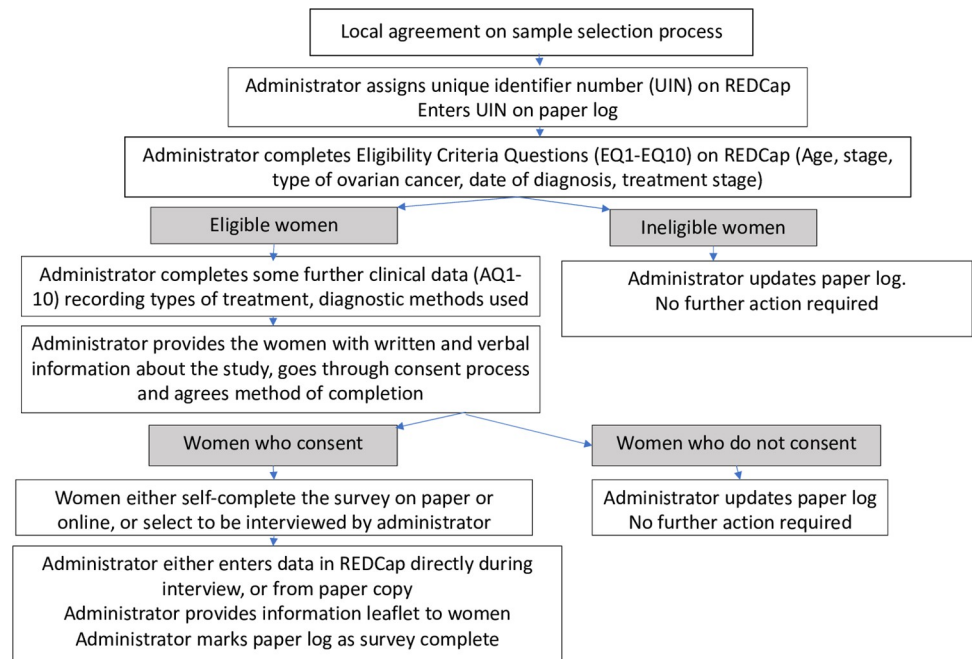 Local agreement on sample selection process
Administrator assigns unique identifier number (UIN) on REDCap
Enters UIN on paper log
Administrator completes Eligibility Criteria Questions (EQ1-EQ10) on REDCap (Age, stage,
type of ovarian cancer, date of diagnosis, treatment stage)
Eligible women
Ineligible women
Administrator completes some further clinical data (AQ1-
10) recording types of treatment, diagnostic methods used
Administrator updates paper log.
No further action required
Administrator provides the women with written and verbal
information about the study, goes through consent process
and agrees method of completion
Women who consent
Women who do not consent
Women either self-complete the survey on paper or
online, or select to be interviewed by administrator
Administrator updates paper log
No further action required
Administrator either enters data in REDCap directly during
interview, or from paper copy
Administrator provides information leaflet to women
Administrator marks paper log as survey complete